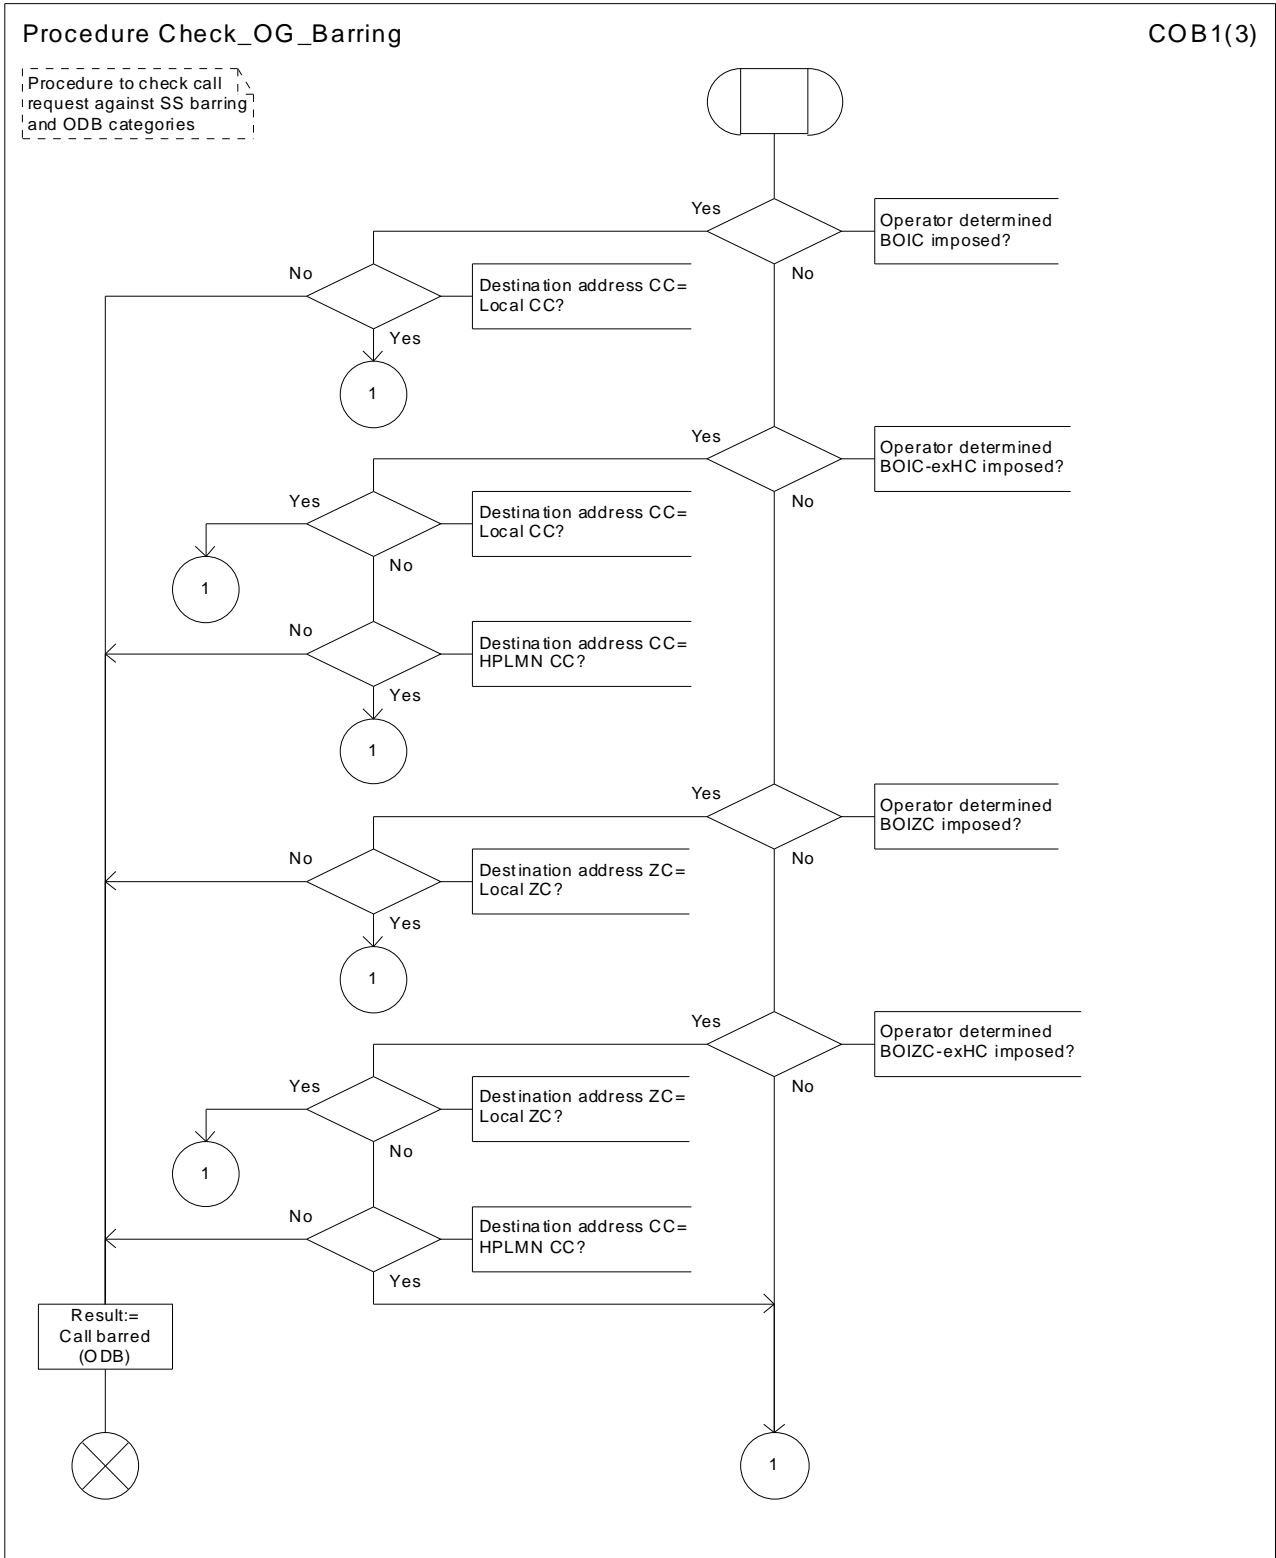 Procedure Check_OG_Barring
COB1(3)
Procedure to check call
request against SS barring
and ODB categories
Yes
Operator determined
BOIC imposed?
No
No
Destination address CC=
Local CC?
Yes
1
Yes
Operator determined
BOIC-exHC imposed?
No
Yes
Destination address CC=
Local CC?
No
1
No
Destination address CC=
HPLMN CC?
Yes
1
Yes
Operator determined
BOIZC imposed?
No
No
Destination address ZC=
Local ZC?
Yes
1
Yes
Operator determined
BOIZC-exHC imposed?
No
Yes
Destination address ZC=
Local ZC?
No
1
No
Destination address CC=
HPLMN CC?
Yes
Result:=
Call barred
(ODB)
1